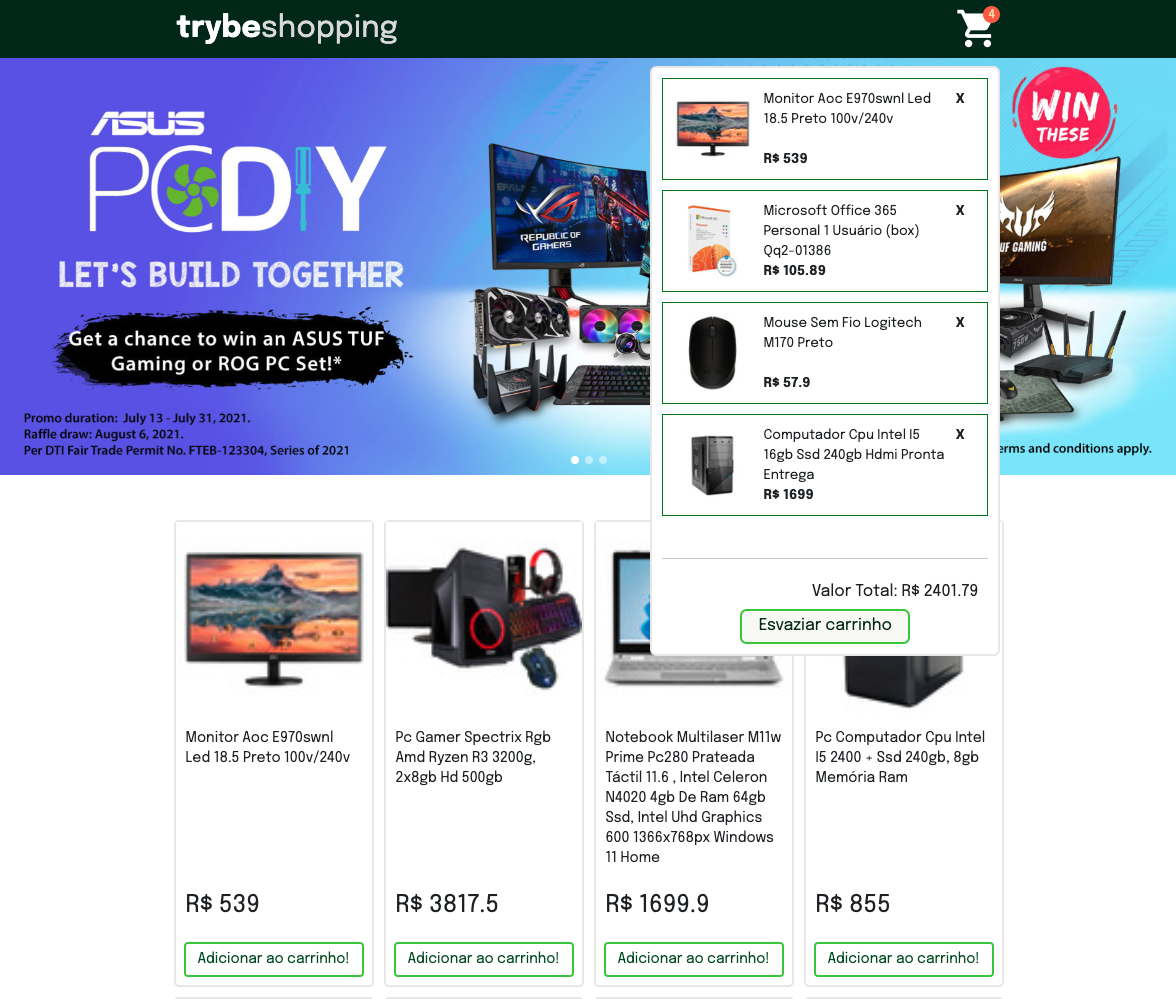 trybeshopping
4
ASUS
PCDIY
LET'S BUILD TOGETHER
Get a chance to win an ASUS TUF
Gaming or ROG PC Set!*
Promo duration: July 13 - July 31, 2021.
Raffle draw: August 6, 2021.
Per DTI Fair Trade Permit No. FTEB-123304, Series of 2021
REPUBLIC OF
GAMERS
WIN
THESE
UF GAMING
erms and conditions apply.
Monitor Aoc E970swnl Led
18.5 Preto 100v/240v
R$ 539
X
Microsoft Office 365
Personal 1 Usuário (box)
Qq2-01386
R$ 105.89
X
Mouse Sem Fio Logitech
M170 Preto
R$ 57.9
X
Computador Cpu Intel I5
16gb Ssd 240gb Hdmi Pronta
Entrega
R$ 1699
X
Valor Total: R$ 2401.79
Esvaziar carrinho
Monitor Aoc E970swnl
Led 18.5 Preto 100v/240v
R$ 539
Adicionar ao carrinho!
Pc Gamer Spectrix Rgb
Amd Ryzen R3 3200g,
2x8gb Hd 500gb
R$ 3817.5
Adicionar ao carrinho!
Notebook Multilaser M11w
Prime Pc280 Prateada
Táctil 11.6 , Intel Celeron
N4020 4gb De Ram 64gb
Ssd, Intel Uhd Graphics
600 1366x768px Windows
11 Home
R$ 1699.9
Adicionar ao carrinho!
Pc Computador Cpu Intel
I5 2400 + Ssd 240gb, 8gb
Memória Ram
R$ 855
Adicionar ao carrinho!